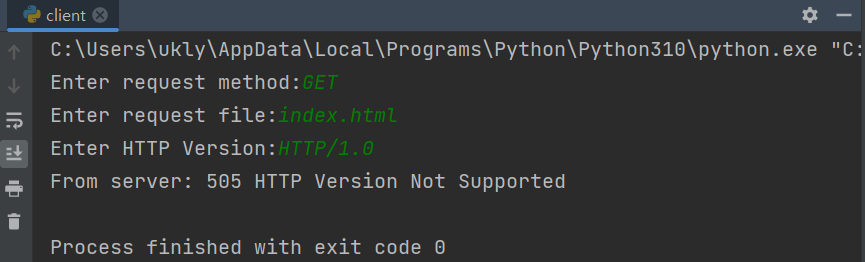 client
C:\Users\ukly\AppData\Local\Programs\Python\Python310\python.exe "C:
Enter request method:GET
Enter request file:index.html
Enter HTTP Version:HTTP/1.0
From server: 505 HTTP Version Not Supported
Process finished with exit code 0